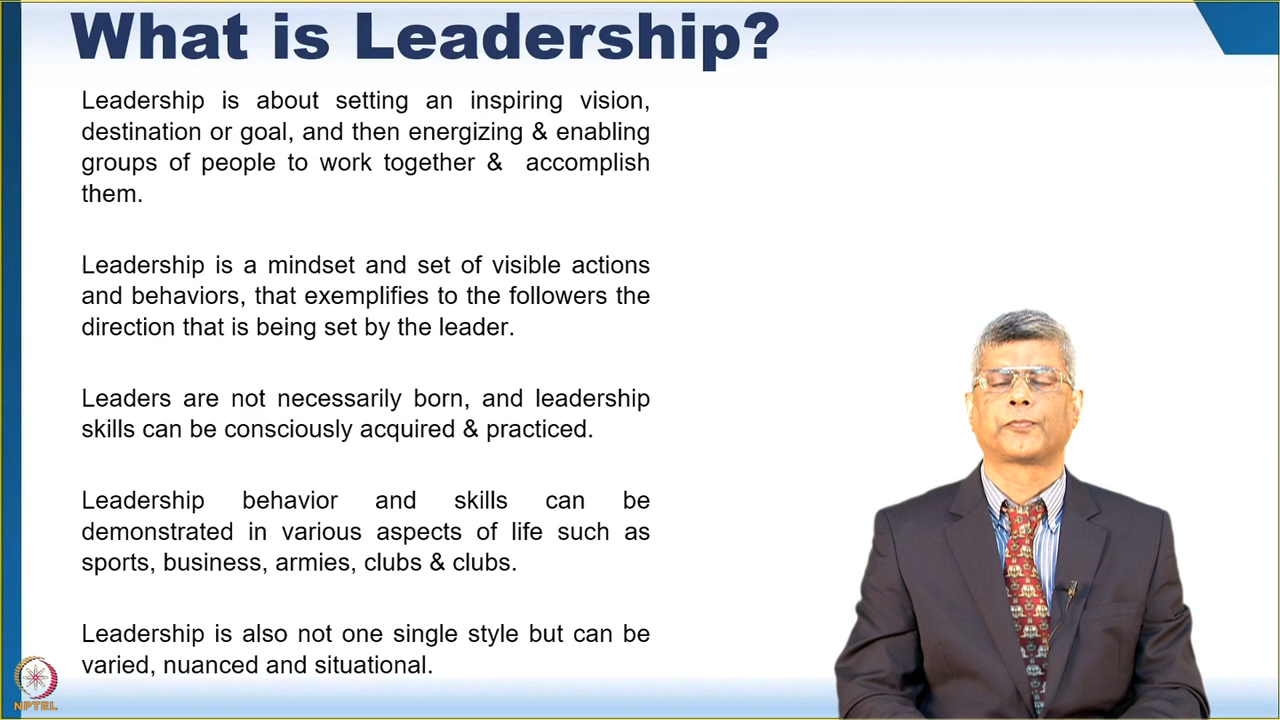 What is Leadership?
Leadership is about setting an inspiring vision,
destination or goal, and then energizing & enabling
groups of people to work together & accomplish
them.
Leadership is a mindset and set of visible actions
and behaviors, that exemplifies to the followers the
direction that is being set by the leader.
Leaders are not necessarily born, and leadership
skills can be consciously acquired & practiced.
Leadership behavior and skills can be
demonstrated in various aspects of life such as
sports, business, armies, clubs & clubs.
Leadership is also not one single style but can be
varied, nuanced and situational.
NPTEL